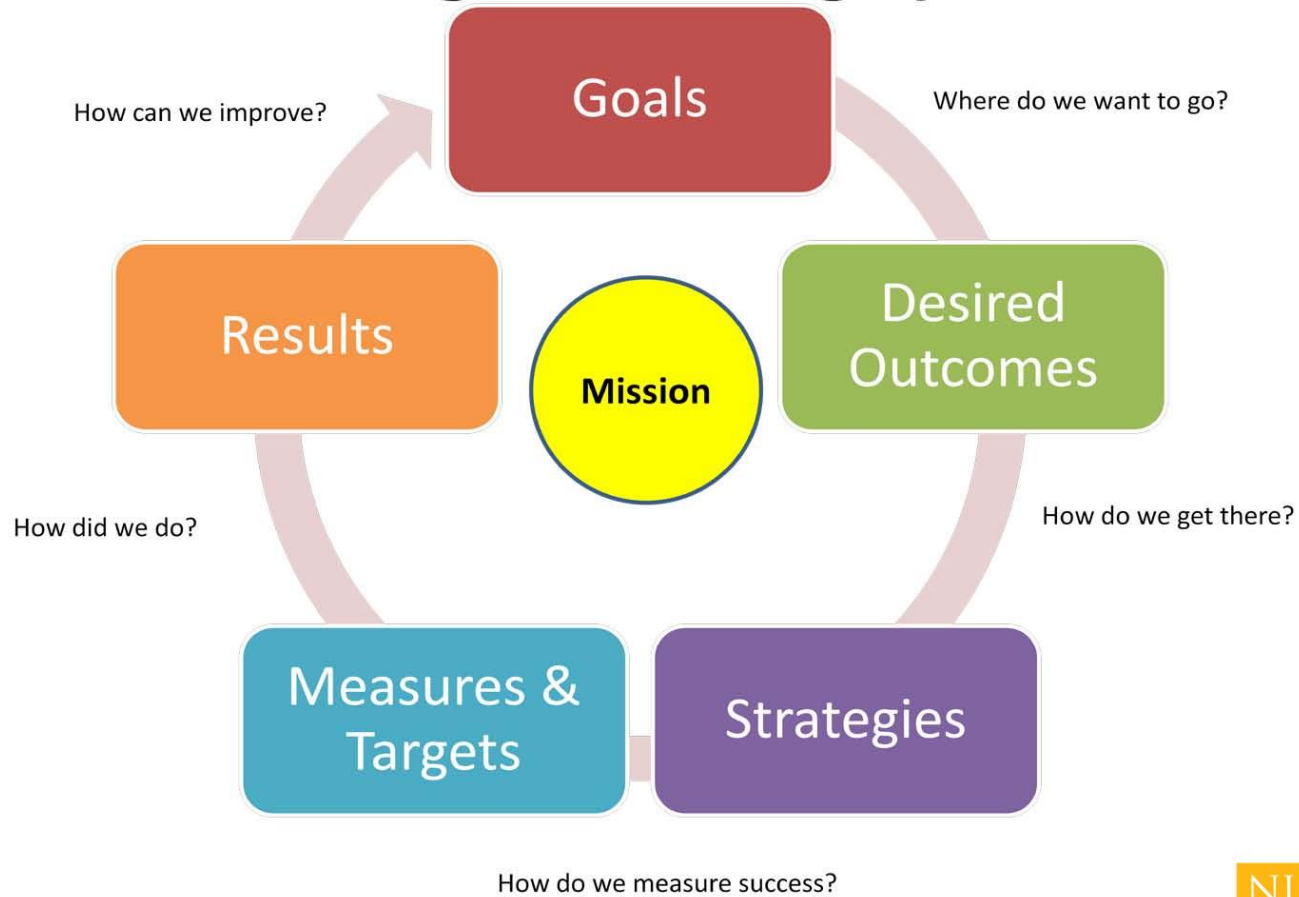 Goals
Where do we want to go?
Desired
Outcomes
How do we get there?
Strategies
How do we measure success?
Measures &
Targets
How did we do?
Results
How can we improve?
Mission